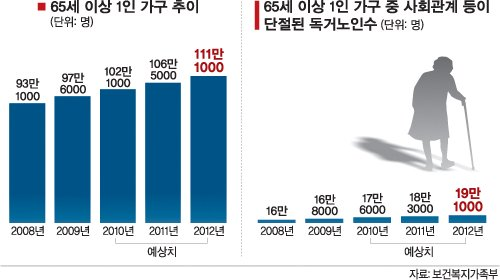 ■ 65세 이상 1인 가구 추이
(단위: 명)
93만
1000
97만
6000
102만
1000
106만
5000
111만
1000
2008년 2009년 2010년 2011년 2012년
예상치
65세 이상 1인 가구 중 사회관계 등이
단절된 독거노인수 (단위: 명)
16만
16만
8000
17만
6000
18만
3000
19만
1000
2008년 2009년 2010년 2011년 2012년
예상치
자료: 보건복지가족부